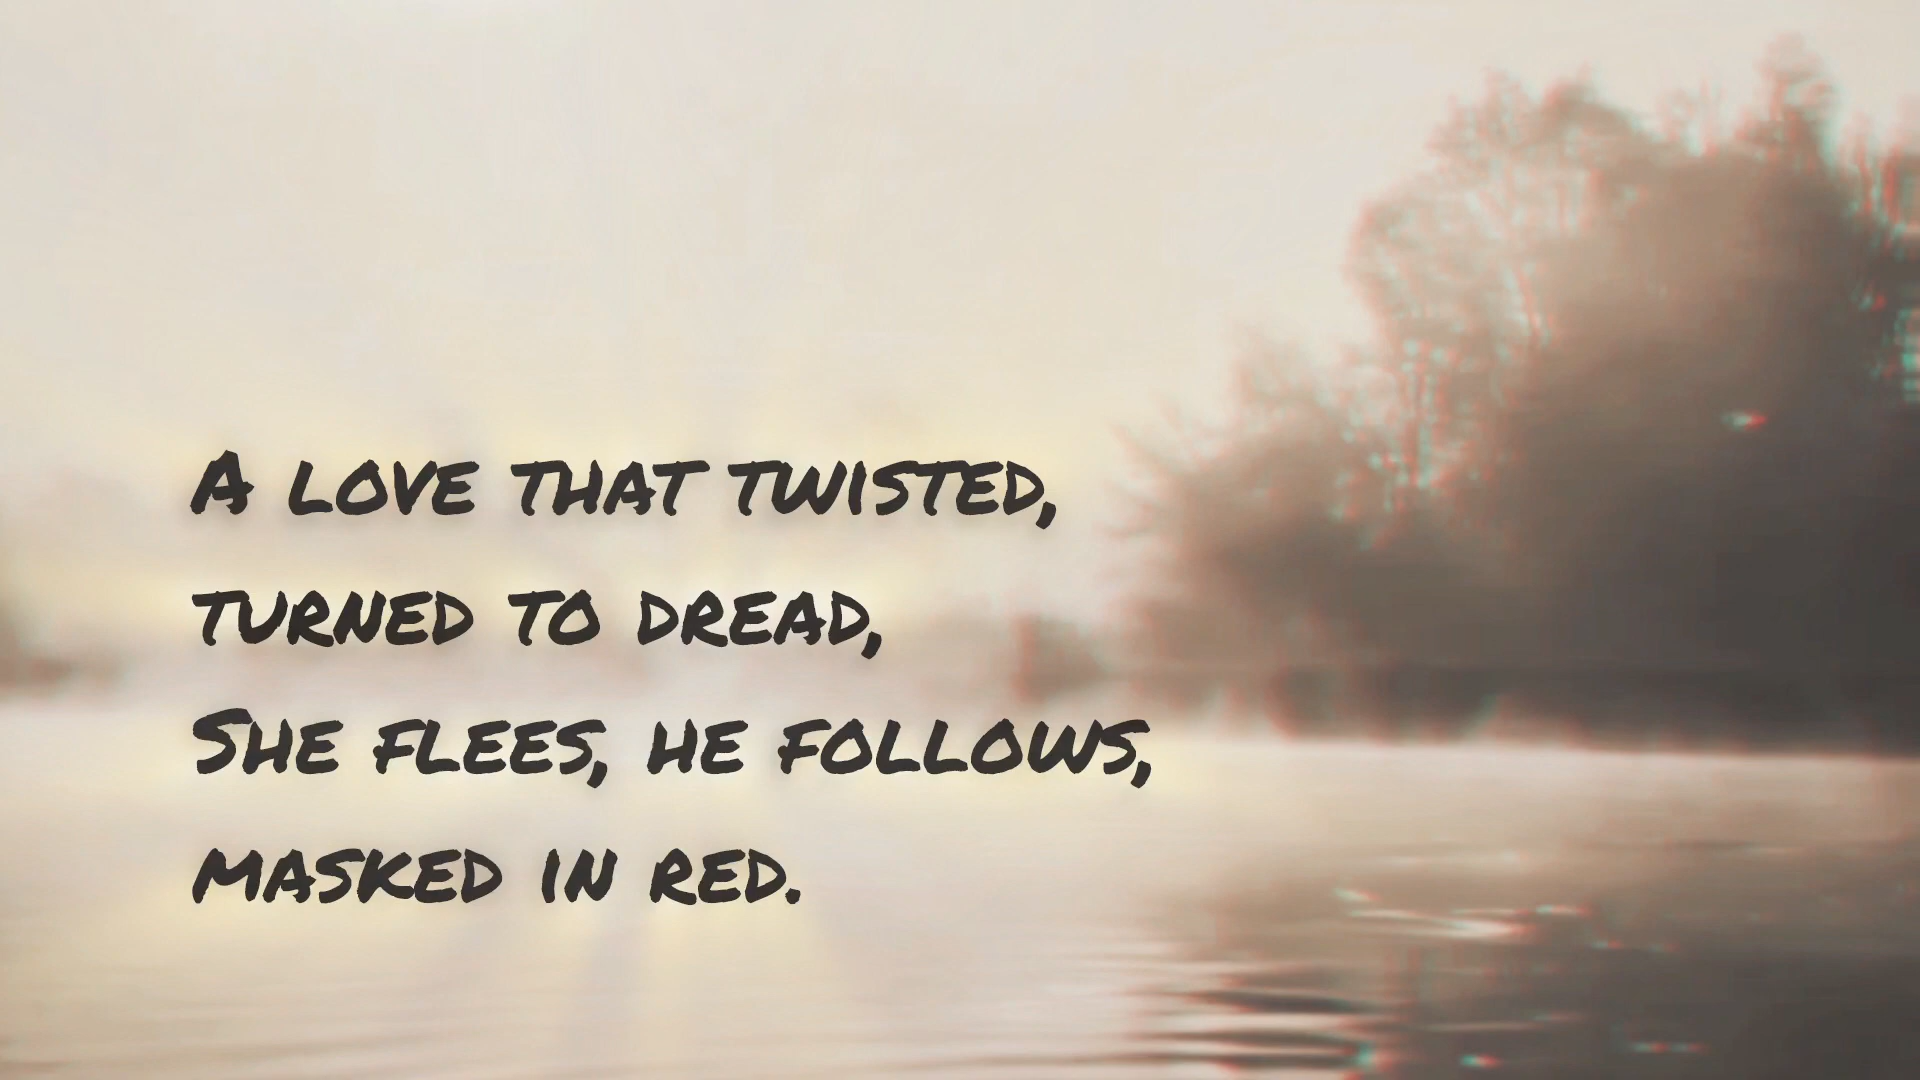 A love that twisted,
turned to dread,
She flees, he follows,
masked in red.